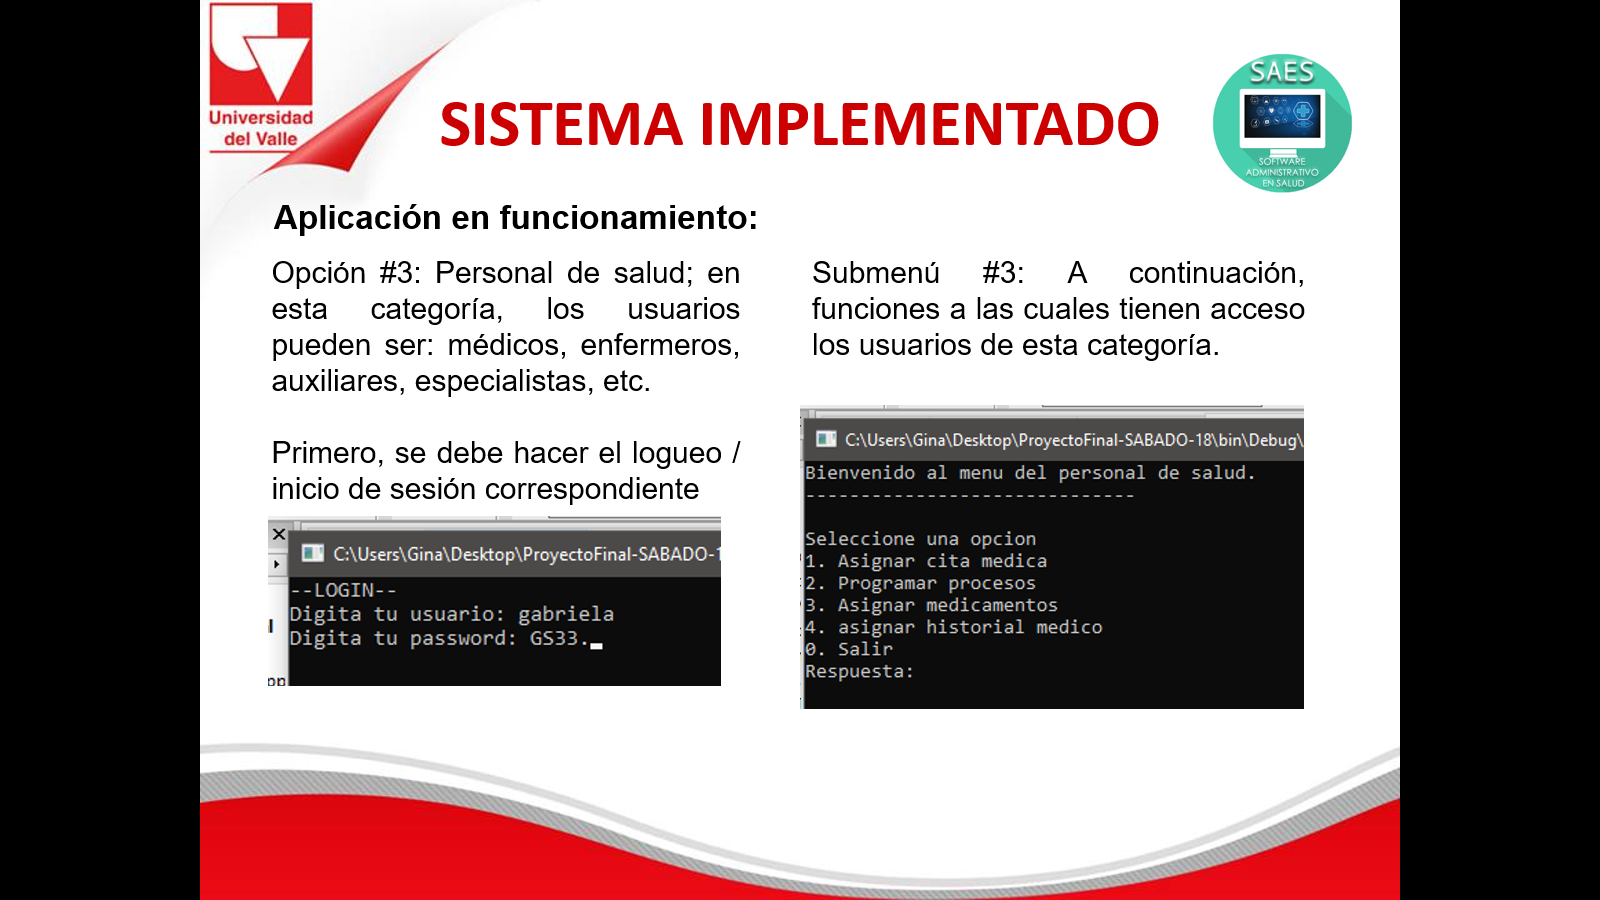 Universidad
del Valle
SISTEMA IMPLEMENTADO
SAES
SOFTWARE
ADMINISTRATIVO
EN SALUD
Aplicación en funcionamiento:
Opción #3: Personal de salud; en
esta categoría, los usuarios
pueden ser: médicos, enfermeros,
auxiliares, especialistas, etc.
Primero, se debe hacer el logueo /
inicio de sesión correspondiente
C:\Users\Gina\Desktop\ProyectoFinal-SABADO-1
--LOGIN--
Digita tu usuario: gabriela
Digita tu password: GS33.
Submenú #3: A continuación,
funciones a las cuales tienen acceso
los usuarios de esta categoría.
C:\Users\Gina\Desktop\ProyectoFinal-SABADO-18\bin\Debug\
Bienvenido al menu del personal de salud.
------------------------------
Seleccione una opcion
1. Asignar cita medica
2. Programar procesos
3. Asignar medicamentos
4. asignar historial medico
0. Salir
Respuesta: